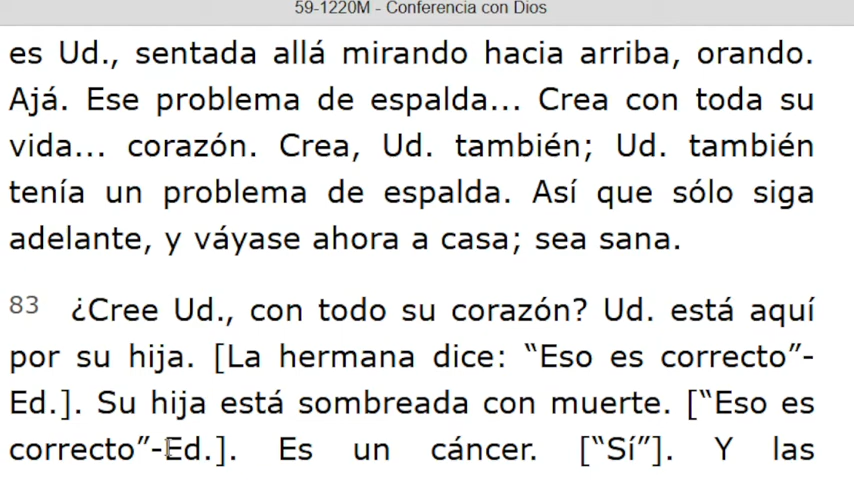 59-1220M - Conferencia con Dios
es Ud., sentada allá mirando hacia arriba, orando.
Ajá. Ese problema de espalda... Crea con toda su
vida... corazón. Crea, Ud. también; Ud. también
tenía un problema de espalda. Así que sólo siga
adelante, y váyase ahora a casa; sea sana.
83 ¿Cree Ud., con todo su corazón? Ud. está aquí
por su hija. [La hermana dice: “Eso es correcto”-
Ed.]. Su hija está sombreada con muerte. [“Eso es
correcto”-Ed.]. Es un cáncer. [“Sí”]. Y las